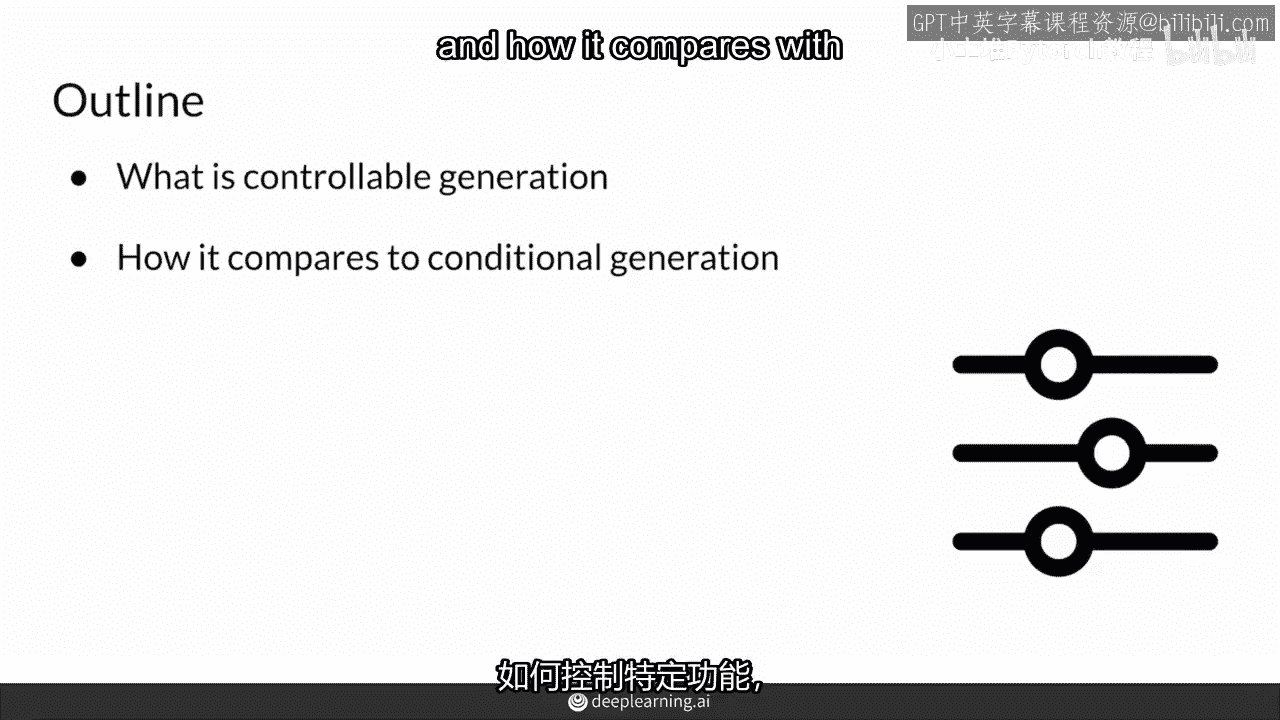 GPT中英字幕课程资源@bilibili.com
and how it compares with
Outline
• What is controllable generation
• How it compares to conditional generation
如何控制特定功能,
deeplearning.ai